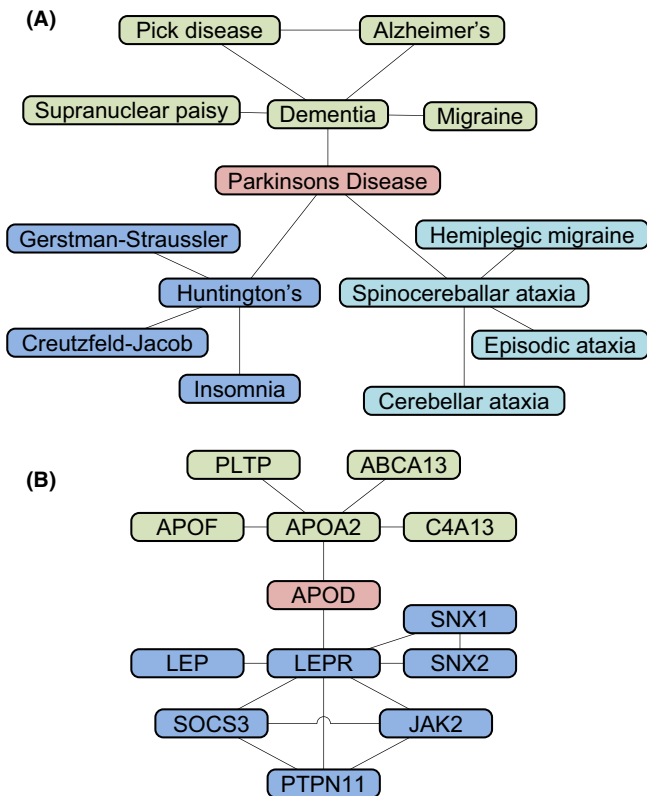 (A)
Pick disease
Alzheimer's
Supranuclear paisy
Dementia
Migraine
Parkinsons Disease
Gerstman-Straussler
Hemiplegic migraine
Huntington's
Spinocereballar ataxia
Creutzfeld-Jacob
Episodic ataxia
Insomnia
Cerebellar ataxia
(B)
PLTP
ABCA13
APOF
APOA2
C4A13
APOD
SNX1
LEP
LEPR
SNX2
SOCS3
JAK2
PTPN11